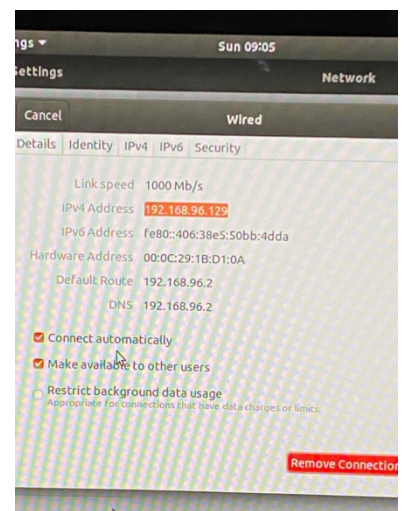 ngs
Sun 09:05
Settings
Network
Cancel
Wired
Details Identity IPv4 IPv6 Security
Link speed 1000 Mb/s
IPv4 Address 192.168.96.129
IPv6 Address fe80::406:38e5:50bb:4dda
Hardware Address 00:0C:29:1B:D1:0A
Default Route 192.168.96.2
DNS 192.168.96.2
Connect automatically
Make available to other users
Restrict background data usage
Appropriate for connections that have data charges or limits.
Remove Connection